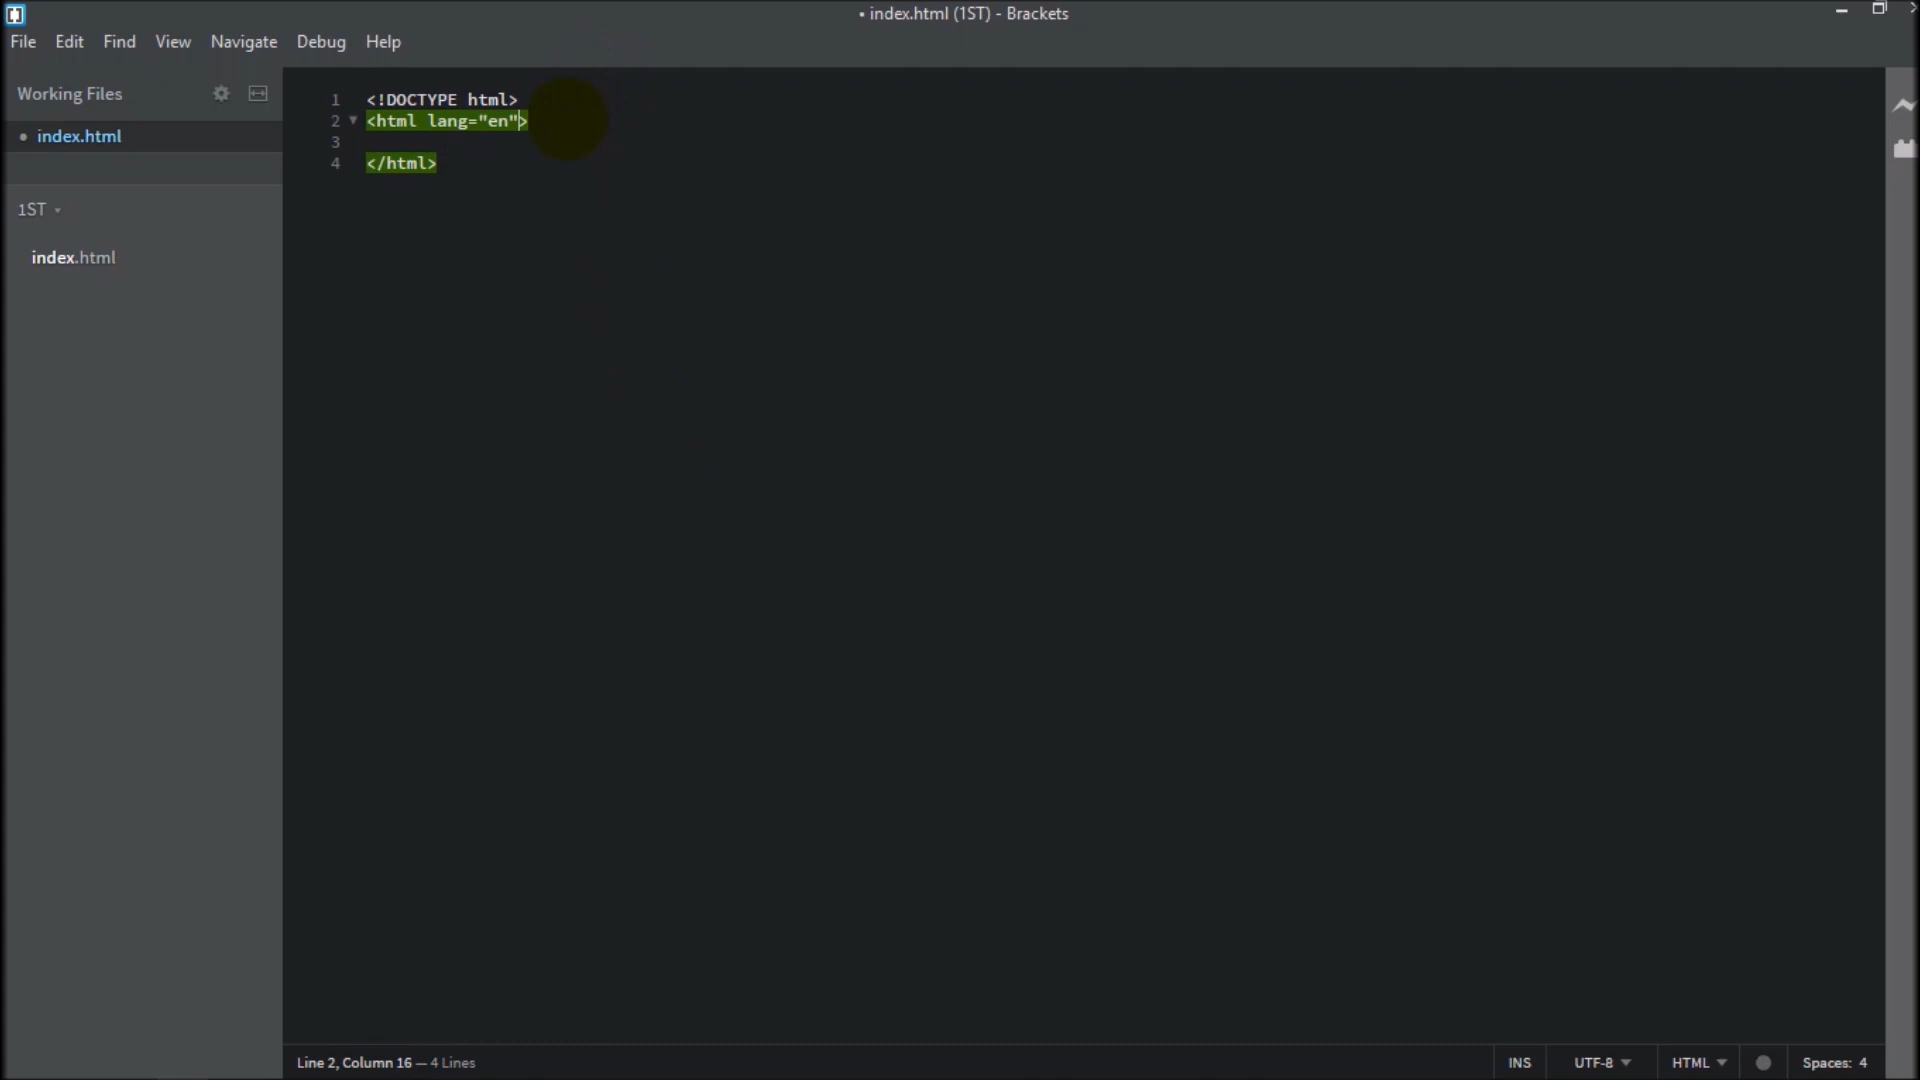 • index.html (1ST) - Brackets
File Edit Find View Navigate Debug Help
Working Files
• index.html
1ST
index.html
1 <!DOCTYPE html>
2 <html lang="en">
3
4 </html>
Line 2, Column 16 — 4 Lines
INS UTF-8 HTML Spaces: 4